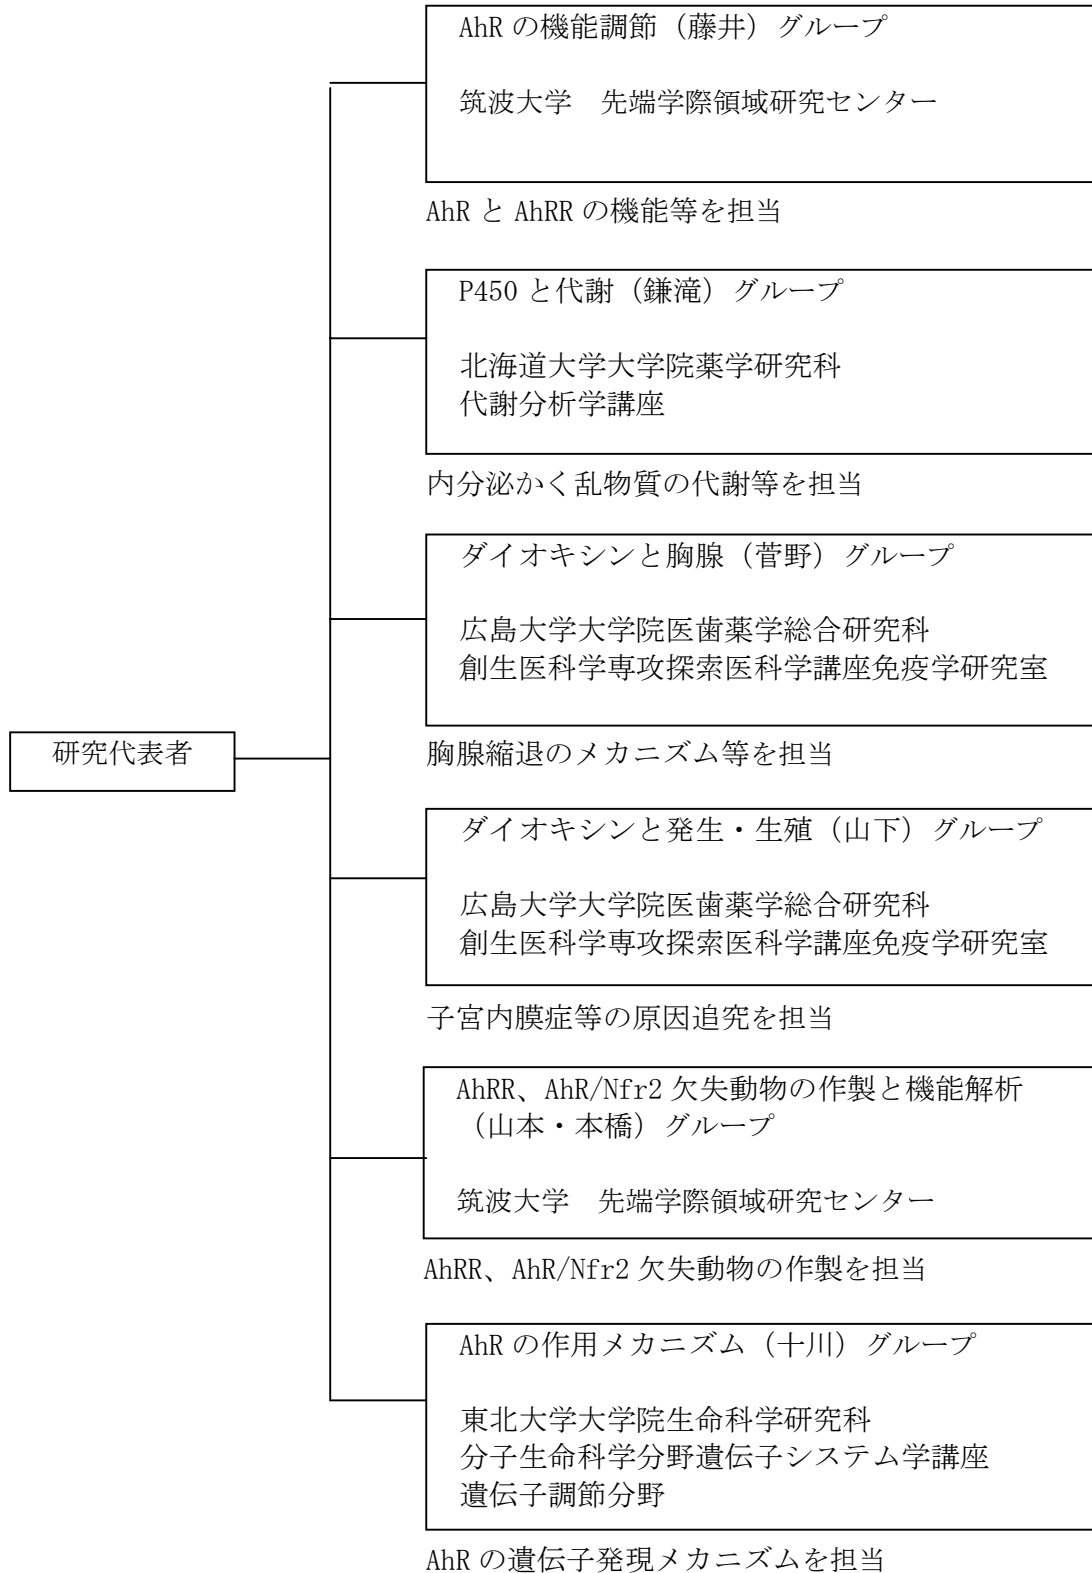 AhR の機能調節（藤井）グループ
筑波大学　先端学際領域研究センター
AhR と AhRR の機能等を担当
P450 と代謝（鎌滝）グループ
北海道大学大学院薬学研究科
代謝分析学講座
内分泌かく乱物質の代謝等を担当
ダイオキシンと胸腺（菅野）グループ
広島大学大学院医歯薬学総合研究科
創生医科学専攻探索医科学講座免疫学研究室
胸腺縮退のメカニズム等を担当
研究代表者
ダイオキシンと発生・生殖（山下）グループ
広島大学大学院医歯薬学総合研究科
創生医科学専攻探索医科学講座免疫学研究室
子宮内膜症等の原因追究を担当
AhRR、AhR/Nfr2 欠失動物の作製と機能解析
（山本・本橋）グループ
筑波大学　先端学際領域研究センター
AhRR、AhR/Nfr2 欠失動物の作製を担当
AhR の作用メカニズム（十川）グループ
東北大学大学院生命科学研究科
分子生命科学分野遺伝子システム学講座
遺伝子調節分野
AhR の遺伝子発現メカニズムを担当